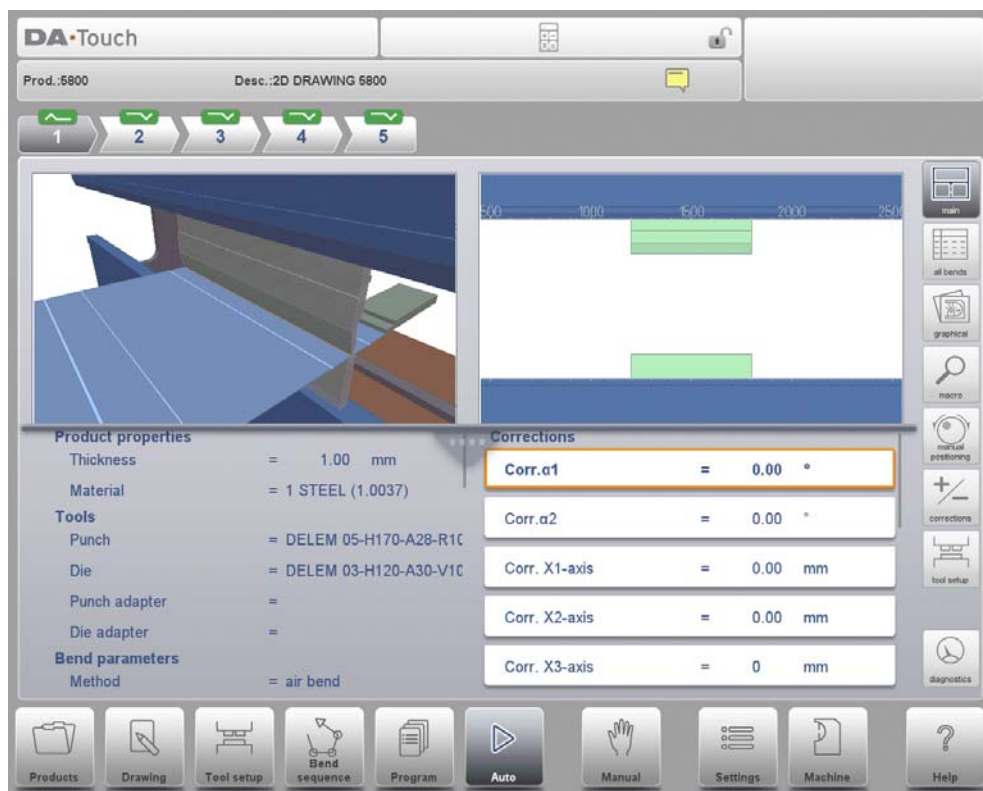 DA·Touch
Prod.:5800 Desc.:2D DRAWING 5800
1 2 3 4 5
500 1000 1500 2000 2500
main
all bends
graphical
macro
manual positioning
corrections
tool setup
diagnostics
Product properties
Thickness = 1.00 mm
Material = 1 STEEL (1.0037)
Tools
Punch = DELEM 05-H170-A28-R10
Die = DELEM 03-H120-A30-V10
Punch adapter =
Die adapter =
Bend parameters
Method = air bend
Corrections
Corr.α1 = 0.00 °
Corr.α2 = 0.00 °
Corr. X1-axis = 0.00 mm
Corr. X2-axis = 0.00 mm
Corr. X3-axis = 0 mm
Products
Drawing
Tool setup
Bend
sequence
Program
Auto
Manual
Settings
Machine
Help